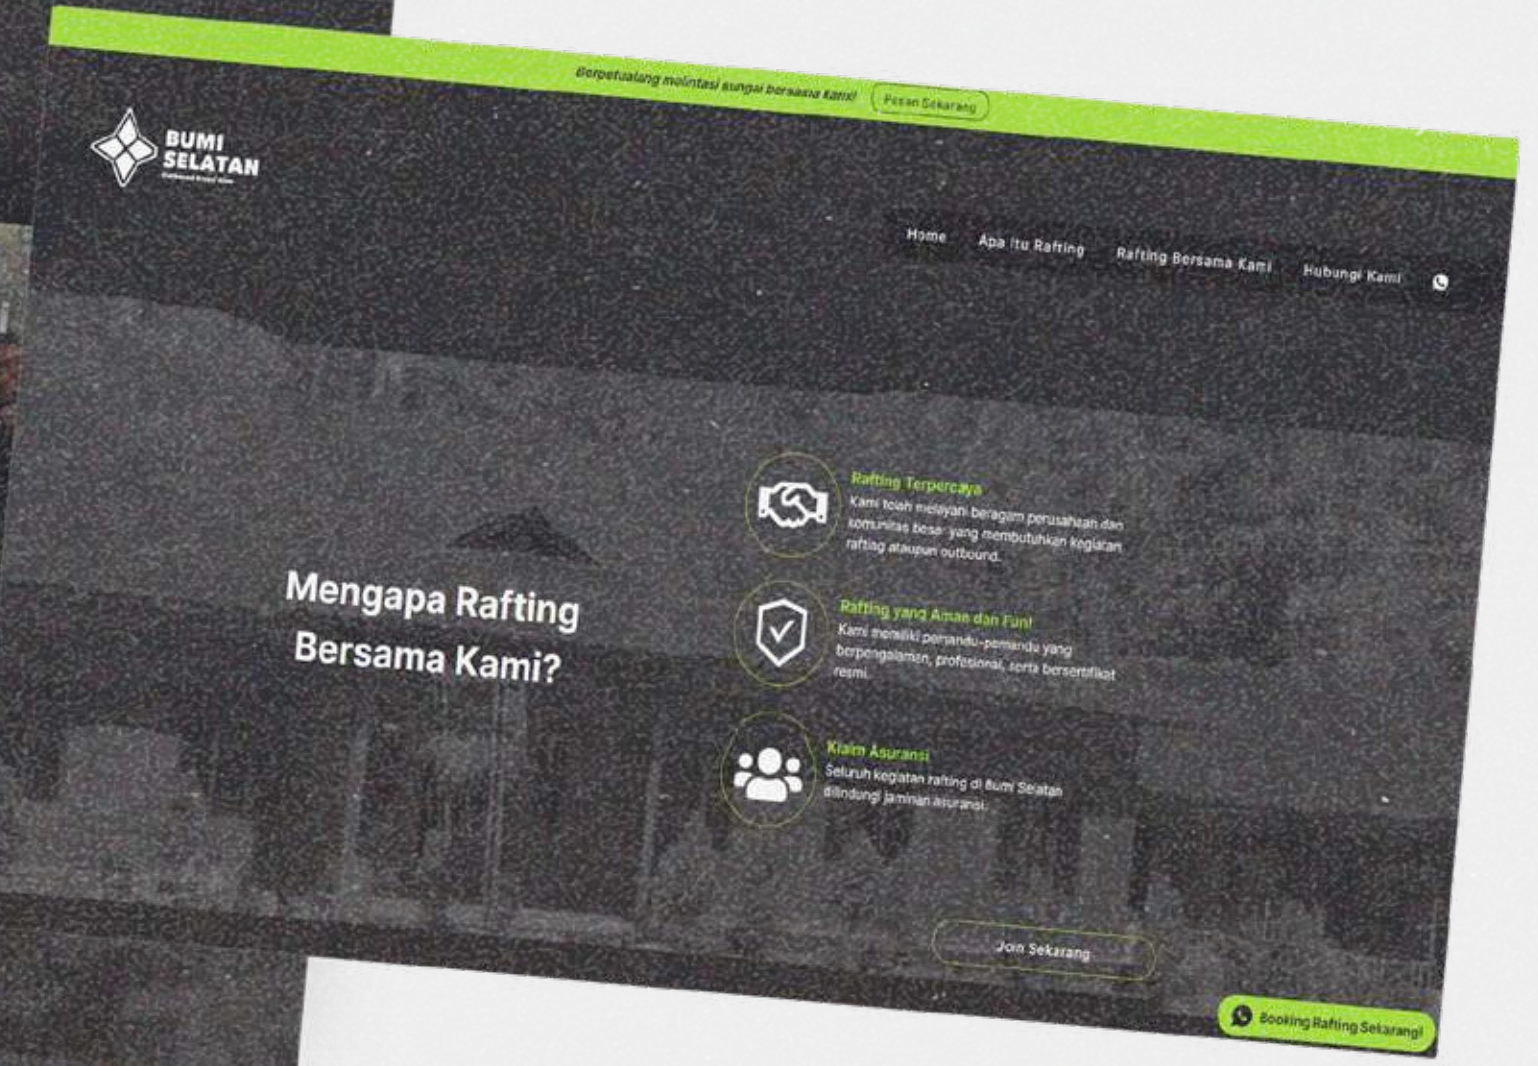 Berpetualang melintasi sungai bersama kami!
Pesan Sekarang
BUMI
SELATAN
Home
Apa Itu Rafting
Rafting Bersama Kami
Hubungi Kami
Mengapa Rafting
Bersama Kami?
Rafting Terpercaya
Kami telah melayani beragam perusahaan dan
komunitas besar yang membutuhkan kegiatan
rafting ataupun outbound.
Rafting yang Aman dan Fun!
Kami memiliki pemandu-pemandu yang
berpengalaman, profesional, serta bersertifikat
resmi.
Klaim Asuransi
Seluruh kegiatan rafting di Bumi Selatan
dilindungi jaminan asuransi.
Join Sekarang
Booking Rafting Sekarang!